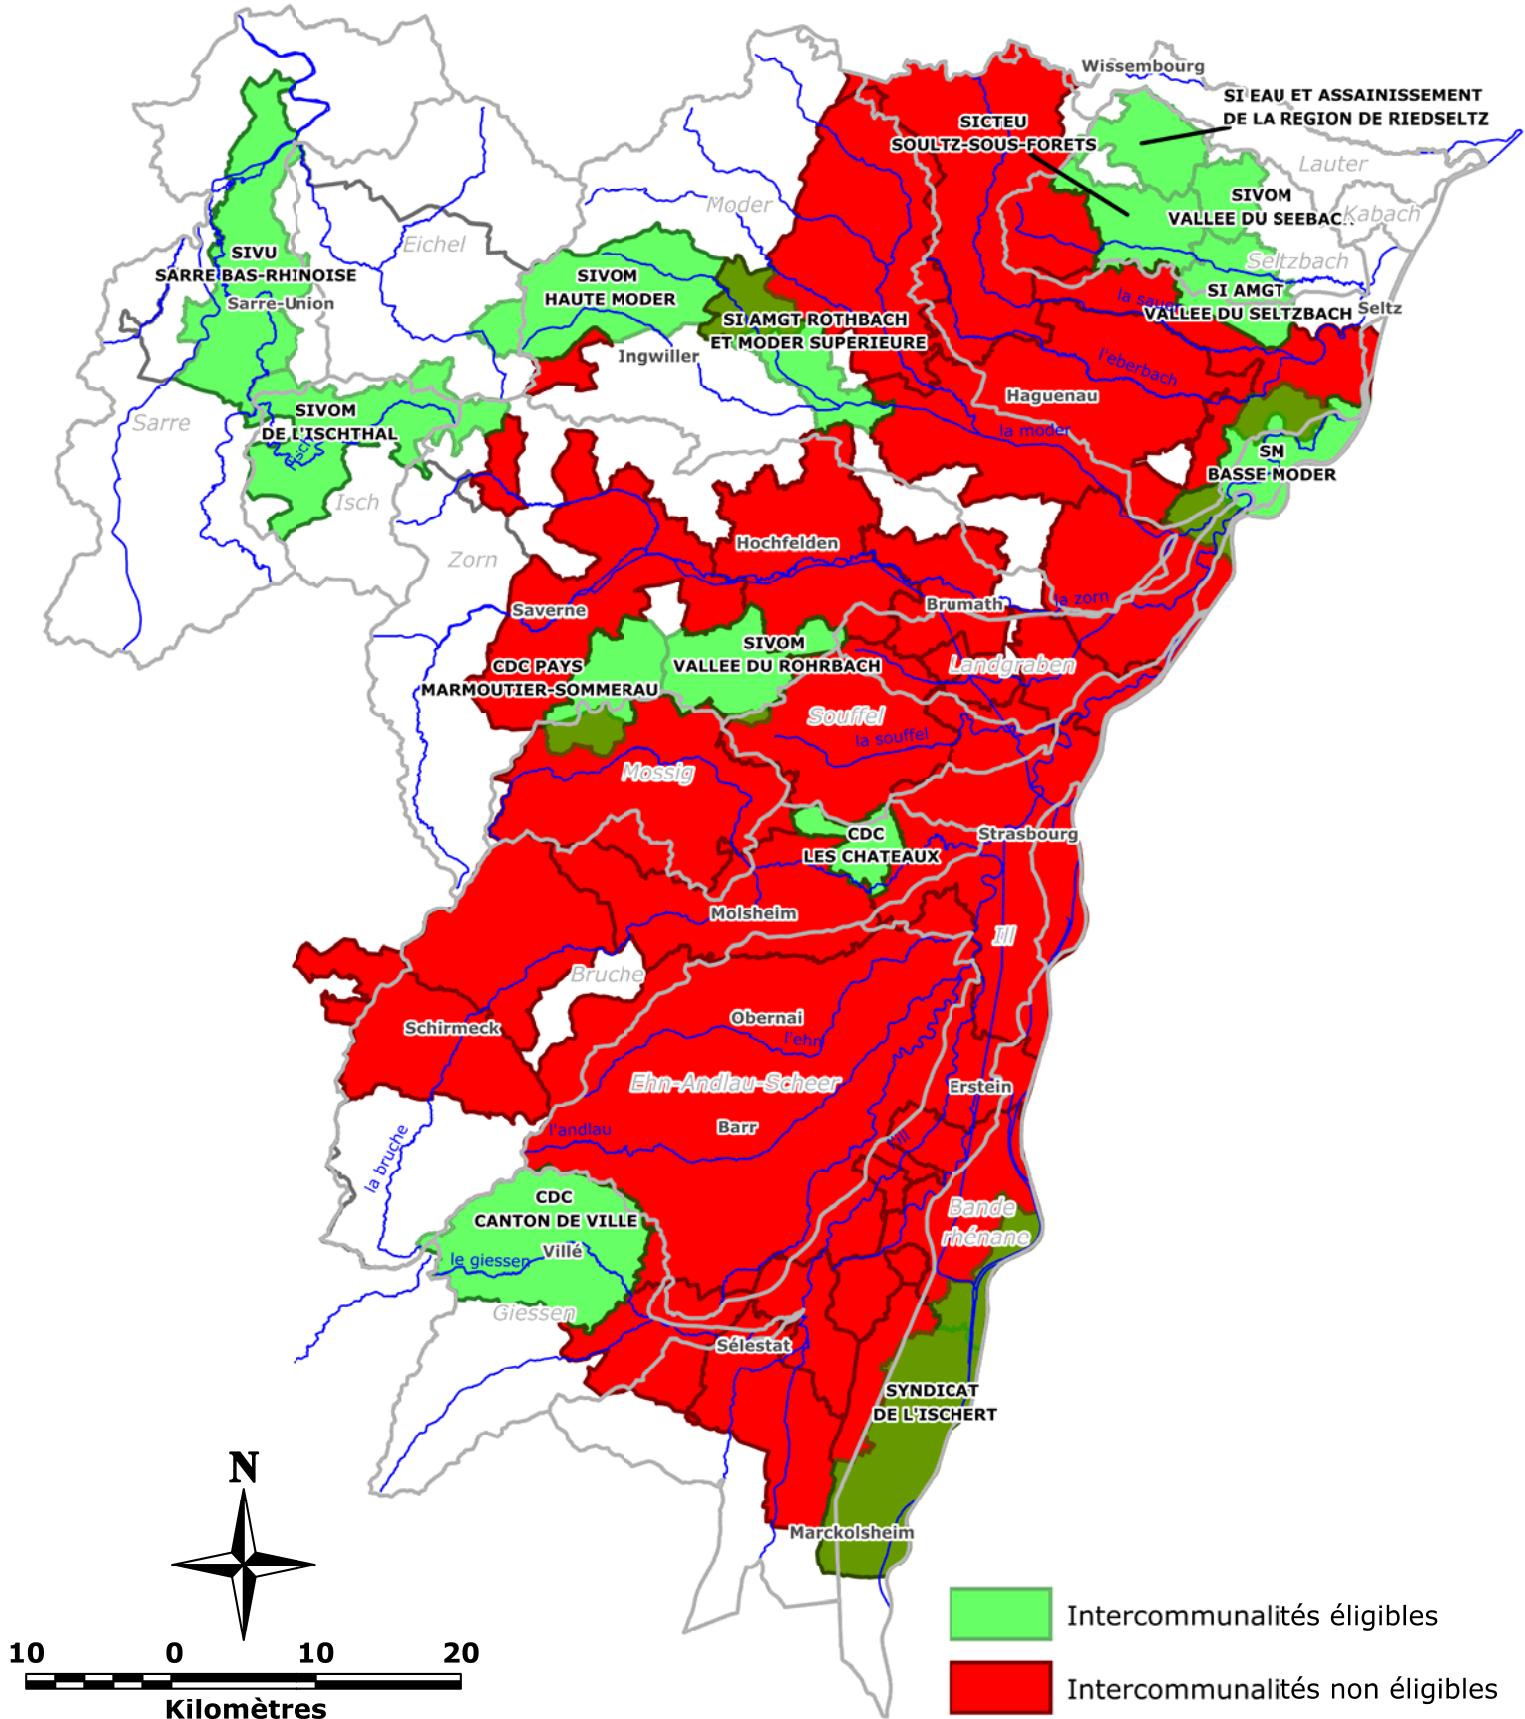 Wissembourg
SI EAU ET ASSAINISSEMENT
DE LA REGION DE RIEDSELTZ
SICTEU
SOULTZ-SOUS-FORETS
Lauter
SIVOM
VALLEE DU SEEBAC
Kabach
Moder
Eichel
SIVU
SARRE BAS-RHINOISE
Sarre-Union
SIVOM
HAUTE MODER
Seltzbach
SI AMGT
VALLEE DU SELTZBACH
la sauer
Seltz
SI AMGT ROTHBACH
ET MODER SUPERIEURE
Ingwiller
l'eberbach
Haguenau
la moder
Sarre
SIVOM
DE L'ISCHTHAL
Isch
SM
BASSE MODER
Zorn
Hochfelden
Saverne
Brumath
la zorn
SIVOM
VALLEE DU ROHRBACH
CDC PAYS
MARMOUTIER-SOMMERAU
Landgraben
Souffel
la souffel
Mossig
CDC
LES CHATEAUX
Strasbourg
Molsheim
Ill
Bruche
Schirmeck
Obernai
l'ehn
Ehn-Andlau-Scheer
Erstein
Barr
l'andlau
l'ill
la bruche
CDC
CANTON DE VILLE
Villé
le giessen
Bande
rhénane
Giessen
Sélestat
SYNDICAT
DE L'ISCHERT
Marckolsheim
N
10 0 10 20
Kilomètres
Intercommunalités éligibles
Intercommunalités non éligibles